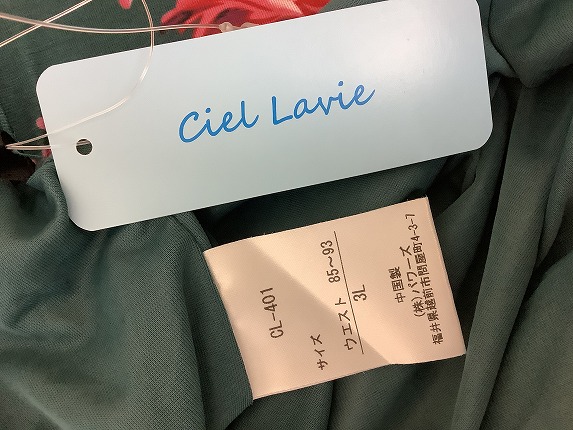 Ciel Lavie
CL-401
サイズ
ウエスト 85～93
3L
中国製
(株)パワーズ
福井県越前市問屋町4-3-7